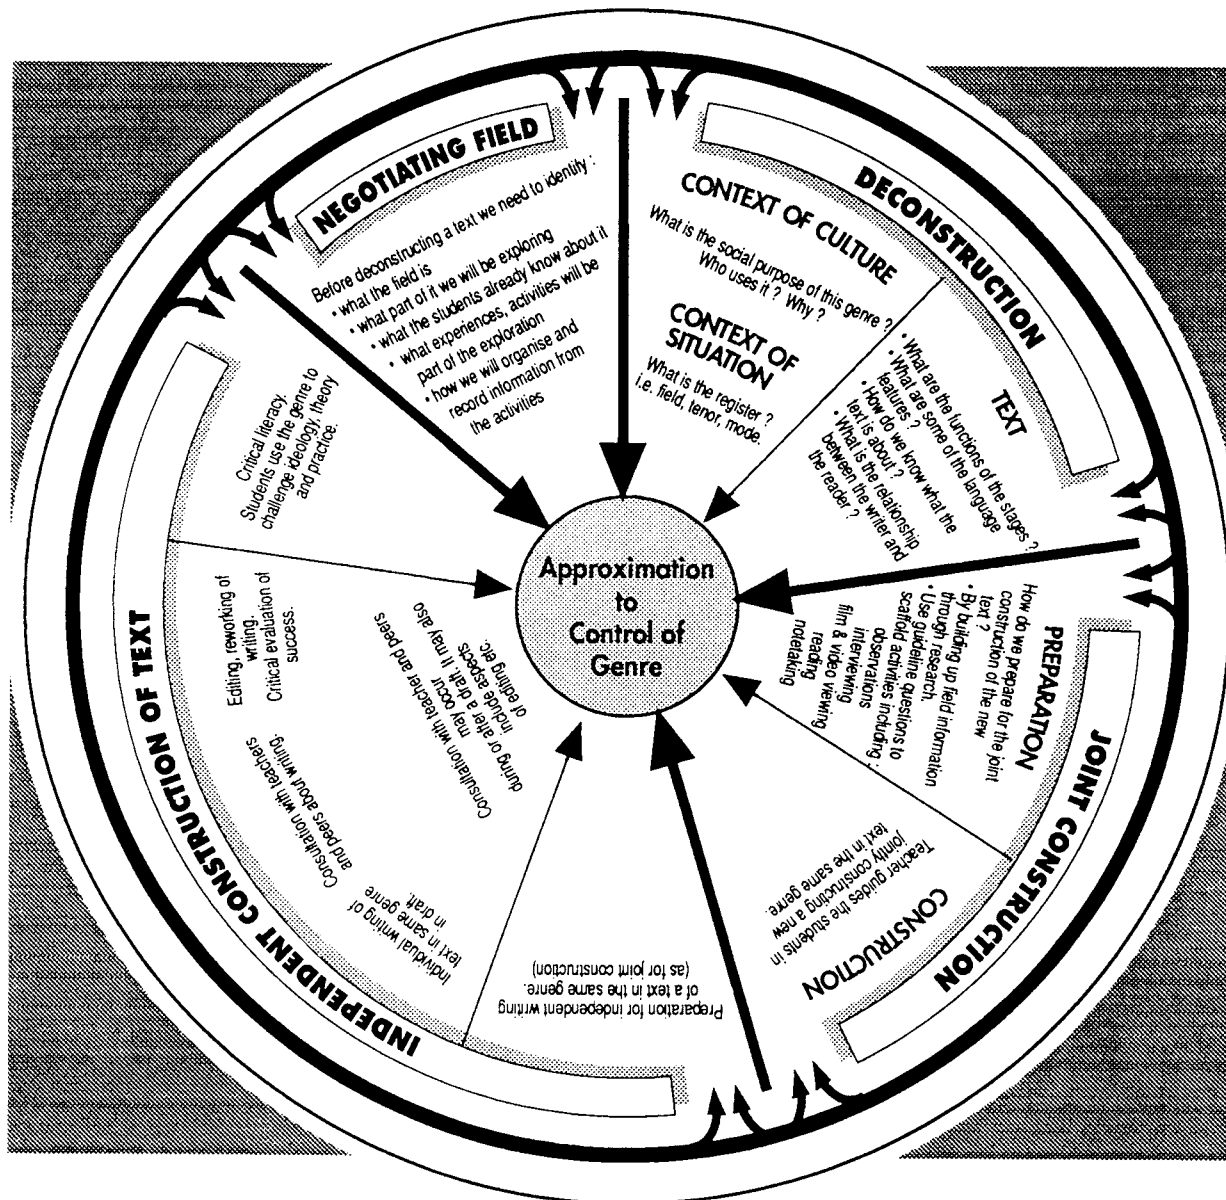 NEGOTIATING FIELD
Before deconstructing a text we need to identify :
• what the field is
• what part of it we will be exploring
• what the students already know about it
• what experiences, activities will be
part of the exploration
• how we will organise and
record information from
the activities
DECONSTRUCTION
CONTEXT OF CULTURE
What is the social purpose of this genre ?
Who uses it ? Why ?
CONTEXT OF
SITUATION
What is the register ?
i.e. field, tenor, mode.
TEXT
• What are the functions of the stages ?
• What are some of the language
features ?
• How do we know what the
text is about ?
• What is the relationship
between the writer and
the reader ?
JOINT CONSTRUCTION
PREPARATION
How do we prepare for the joint
construction of the new
text ?
• By building up field information
through research.
• Use guideline questions to
scaffold activities including :
observations
interviewing
film & video viewing
reading
notetaking
CONSTRUCTION
Teacher guides the students in
jointly constructing a new
text in the same genre.
INDEPENDENT CONSTRUCTION OF TEXT
Preparation for independent writing
of a text in the same genre.
(as for joint construction)
Individual writing of
text in same genre
in draft.
Consultation with teachers
and peers about writing.
Consultation with teacher and peers
may occur
during or after a draft. It may also
include aspects
of editing etc.
Editing, reworking of
writing.
Critical evaluation of
success.
Critical literacy.
Students use the genre to
challenge ideology, theory
and practice.
Approximation
to
Control of
Genre